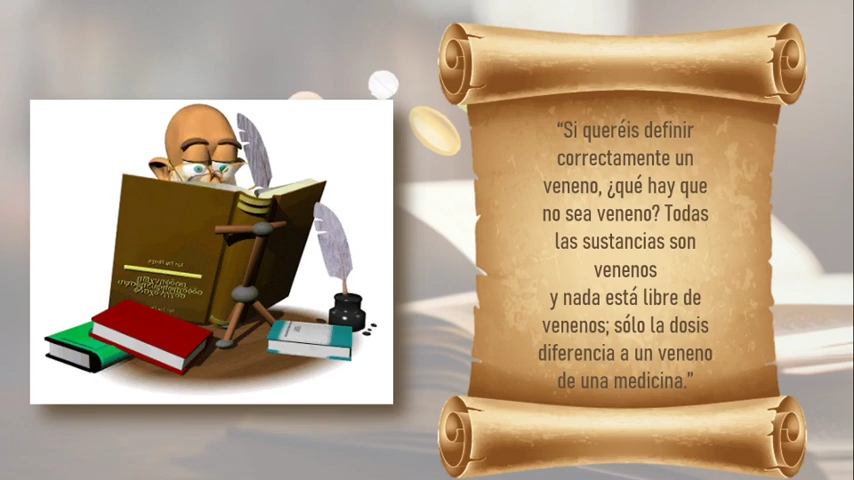 “Si queréis definir
correctamente un
veneno, ¿qué hay que
no sea veneno? Todas
las sustancias son
venenos
y nada está libre de
venenos; sólo la dosis
diferencia a un veneno
de una medicina.”